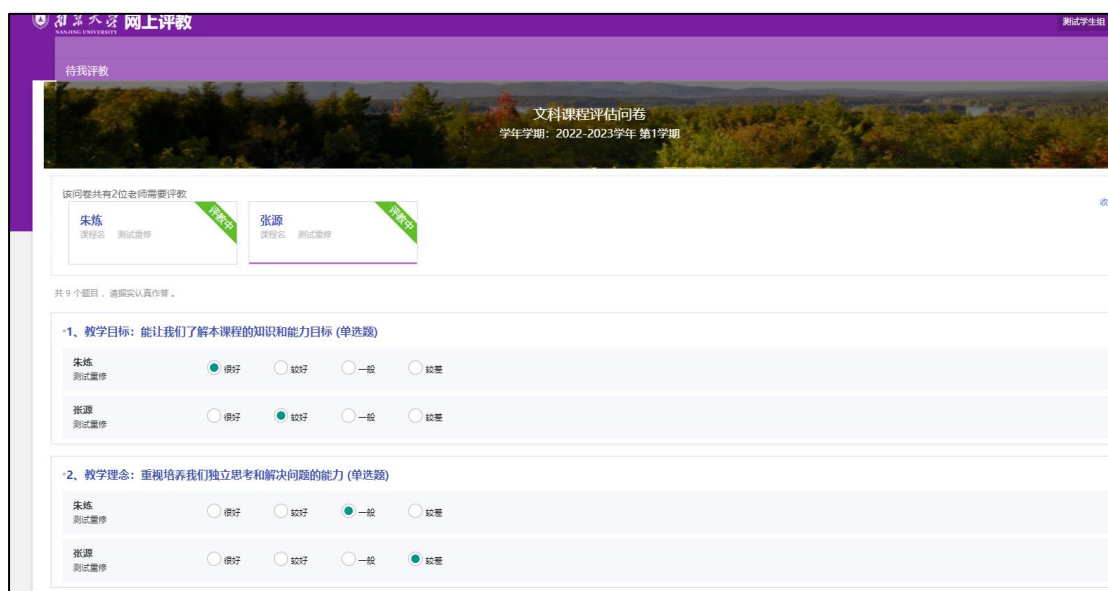 南京大学 网上评教
NANJING UNIVERSITY
测试学生组
待我评教
文科课程评估问卷
学年学期：2022-2023学年 第1学期
该问卷共有2位老师需要评教
收
朱炼
课程名 测试重修
评教中
张源
课程名 测试重修
评教中
共 9 个题目，请据实认真作答。
*1、教学目标：能让我们了解本课程的知识和能力目标 (单选题)
朱炼
测试重修
很好 较好 一般 较差
张源
测试重修
很好 较好 一般 较差
*2、教学理念：重视培养我们独立思考和解决问题的能力 (单选题)
朱炼
测试重修
很好 较好 一般 较差
张源
测试重修
很好 较好 一般 较差